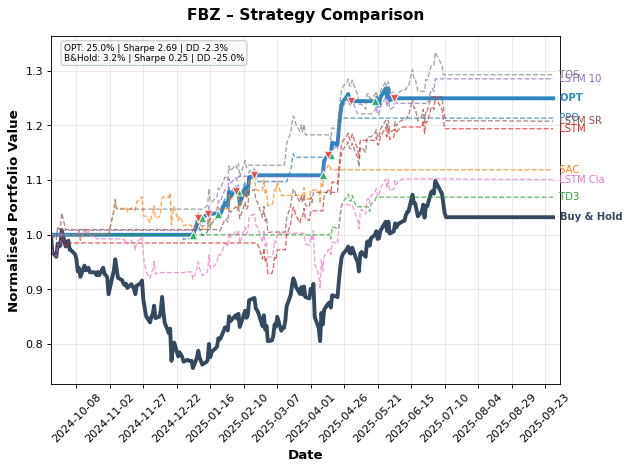 FBZ – Strategy Comparison
OPT: 25.0% | Sharpe 2.69 | DD -2.3%
B&Hold: 3.2% | Sharpe 0.25 | DD -25.0%
Normalised Portfolio Value
1.3
1.2
1.1
1.0
0.9
0.8
TQS
LSTM 10
OPT
PPO
LSTM SR
LSTM
SAC
LSTM Cla
TD3
Buy & Hold
2024-10-08
2024-11-02
2024-11-27
2024-12-22
2025-01-16
2025-02-10
2025-03-07
2025-04-01
2025-04-26
2025-05-21
2025-06-15
2025-07-10
2025-08-04
2025-08-29
2025-09-23
Date